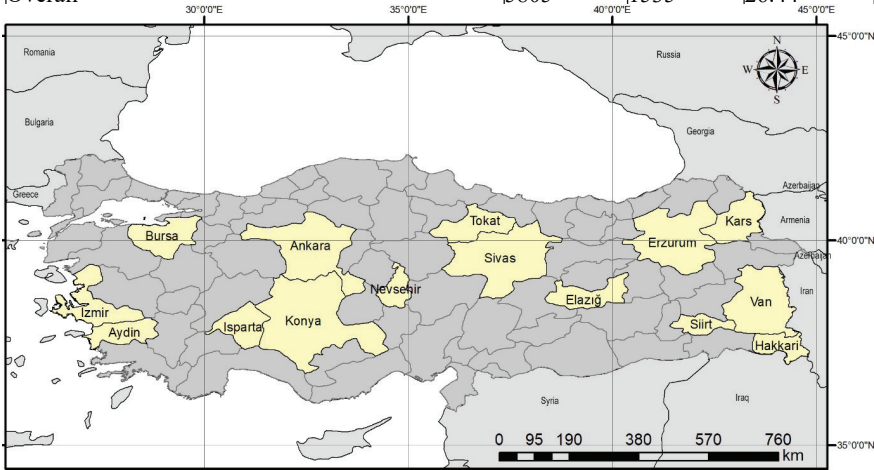 30°0'0"E 35°0'0"E 40°0'0"E 45°0'0"E
45°0'0"N
Romania
Russia
N
W E
S
Bulgaria
Georgia
Greece
Azerbaijan
Armenia
Tokat
Kars
Bursa
Ankara
Erzurum
40°0'0"N
Sivas
Azerbaijan
Nevsehir
Elazığ
Van
Iran
Izmir
Isparta
Konya
Siirt
Aydin
Hakkari
Syria
Iraq
0 95 190 380 570 760
km
35°0'0"N